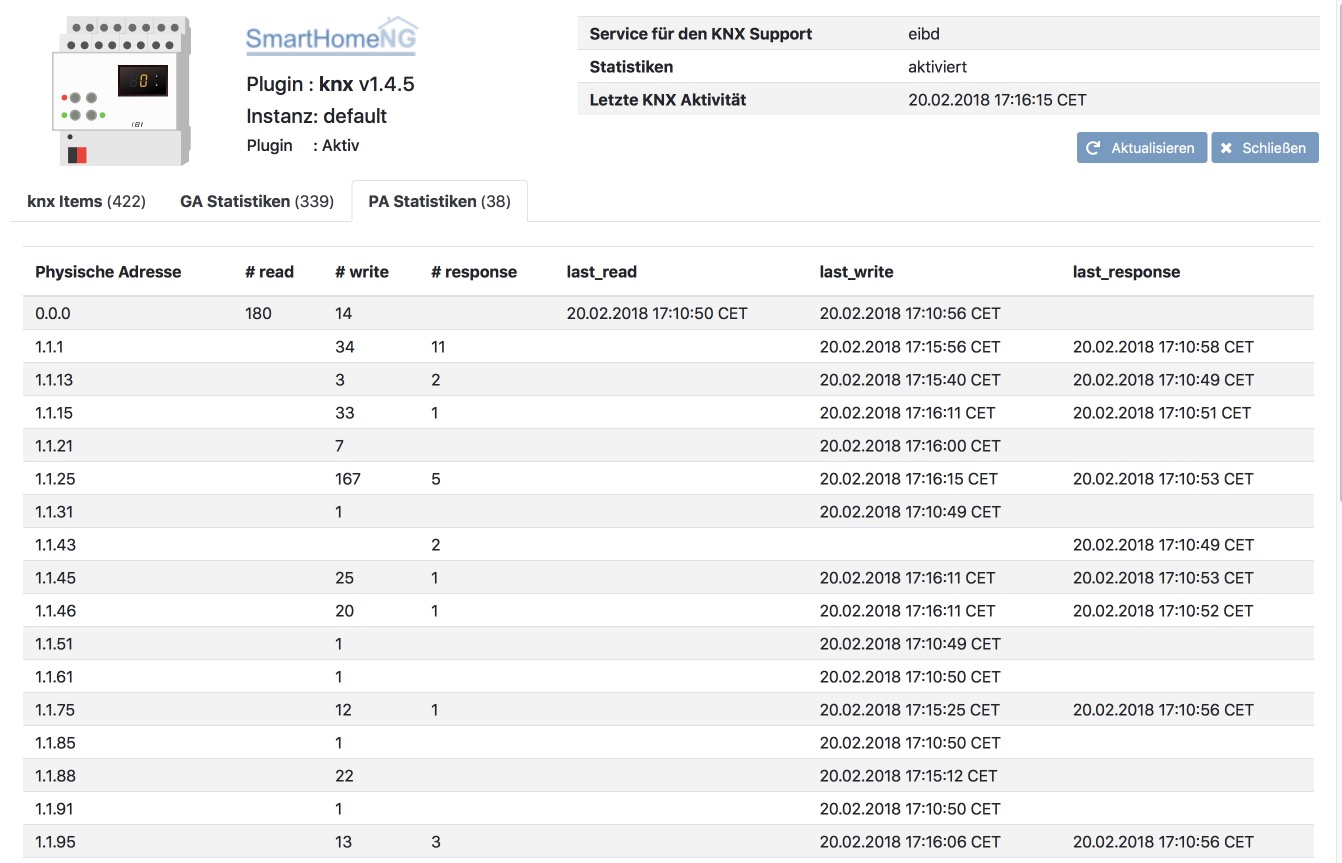 SmartHomeNG
Plugin : knx v1.4.5
Instanz: default
Plugin : Aktiv
Service für den KNX Support eibd
Statistiken aktiviert
Letzte KNX Aktivität 20.02.2018 17:16:15 CET
Aktualisieren Schließen
knx Items (422) GA Statistiken (339) PA Statistiken (38)
Physische Adresse # read # write # response last_read last_write last_response
0.0.0 180 14 20.02.2018 17:10:50 CET 20.02.2018 17:10:56 CET
1.1.1 34 11 20.02.2018 17:15:56 CET 20.02.2018 17:10:58 CET
1.1.13 3 2 20.02.2018 17:15:40 CET 20.02.2018 17:10:49 CET
1.1.15 33 1 20.02.2018 17:16:11 CET 20.02.2018 17:10:51 CET
1.1.21 7 20.02.2018 17:16:00 CET
1.1.25 167 5 20.02.2018 17:16:15 CET 20.02.2018 17:10:53 CET
1.1.31 1 20.02.2018 17:10:49 CET
1.1.43 2 20.02.2018 17:10:49 CET
1.1.45 25 1 20.02.2018 17:16:11 CET 20.02.2018 17:10:53 CET
1.1.46 20 1 20.02.2018 17:16:11 CET 20.02.2018 17:10:52 CET
1.1.51 1 20.02.2018 17:10:49 CET
1.1.61 1 20.02.2018 17:10:50 CET
1.1.75 12 1 20.02.2018 17:15:25 CET 20.02.2018 17:10:56 CET
1.1.85 1 20.02.2018 17:10:50 CET
1.1.88 22 20.02.2018 17:15:12 CET
1.1.91 1 20.02.2018 17:10:50 CET
1.1.95 13 3 20.02.2018 17:16:06 CET 20.02.2018 17:10:56 CET